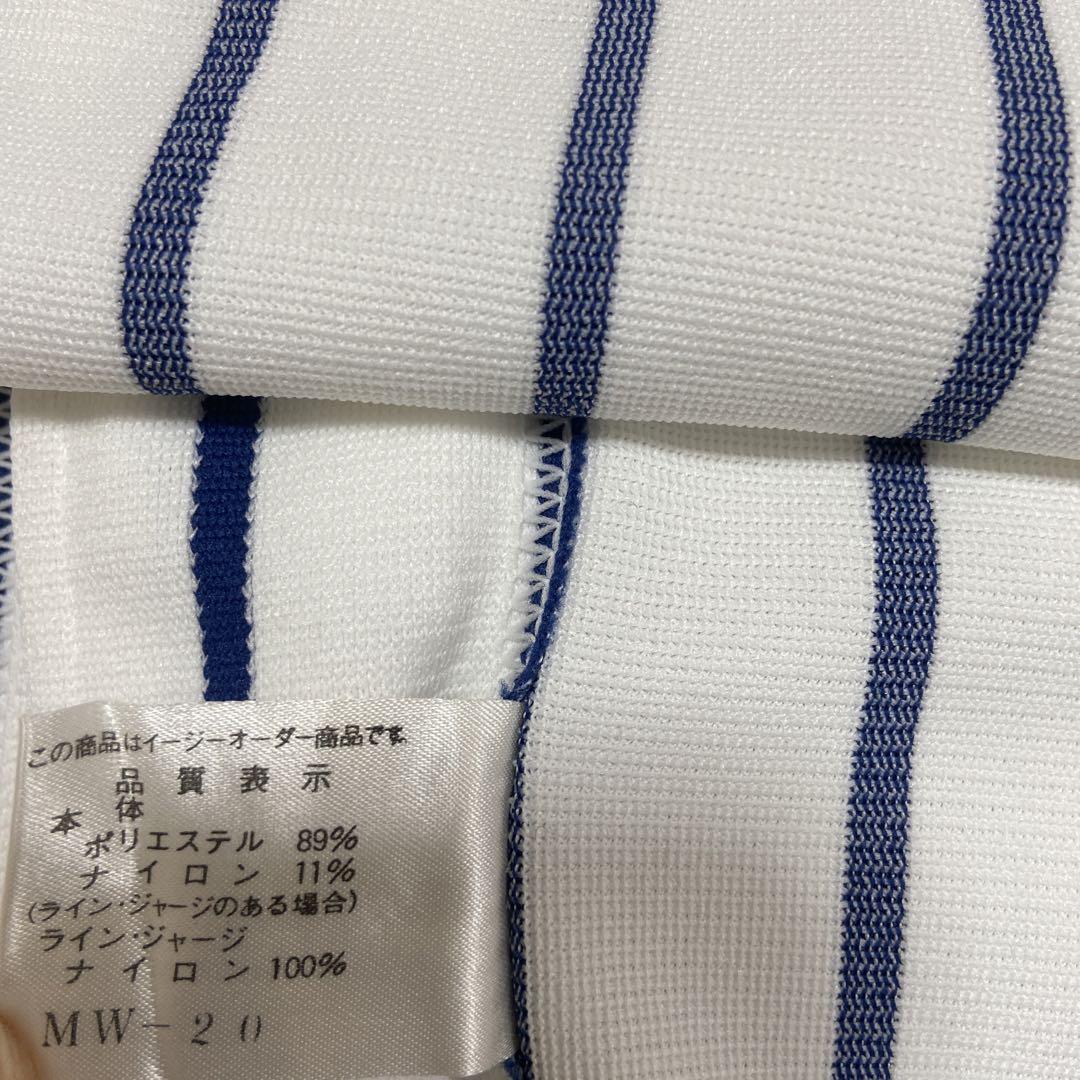 この商品はイージーオーダー商品です。
品質表示
本体
ポリエステル 89%
ナイロン 11%
(ライン・ジャージのある場合)
ライン・ジャージ
ナイロン 100%
MW-20